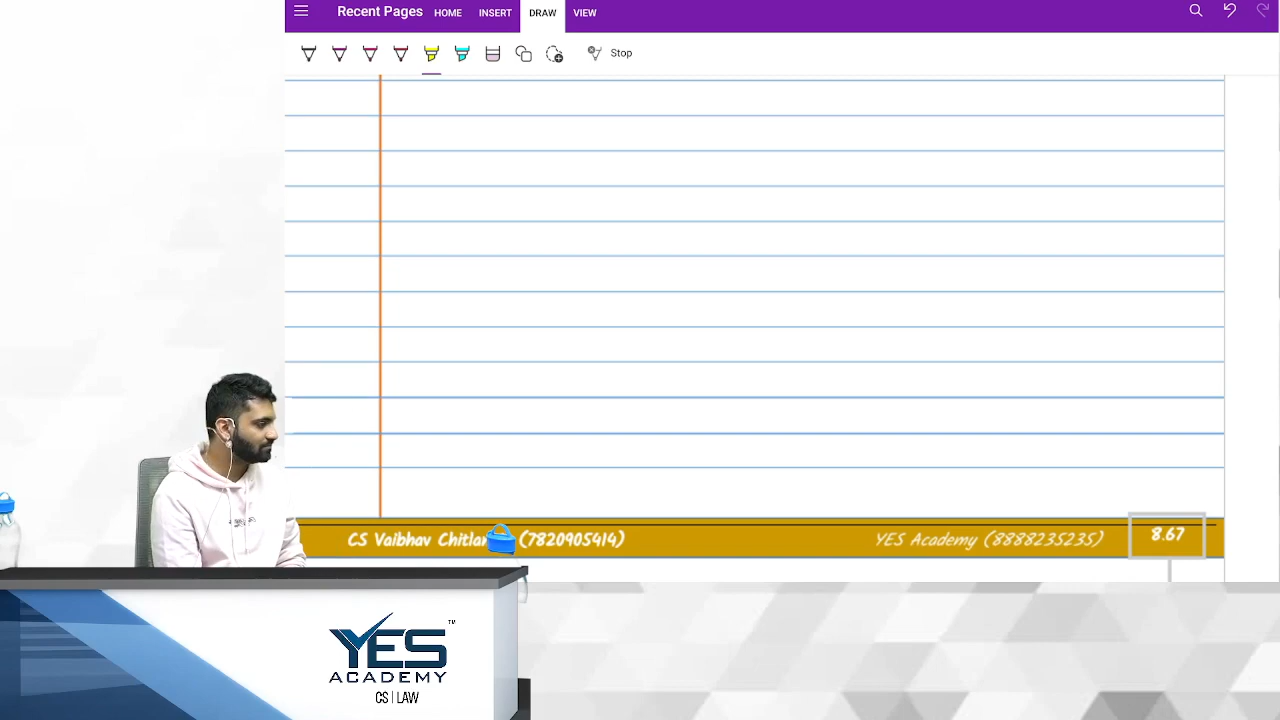 Recent Pages HOME INSERT DRAW VIEW
Stop
CS Vaibhav (7820905414) YES Academy (8888235235) 8.67
YES ™
ACADEMY
CS | LAW